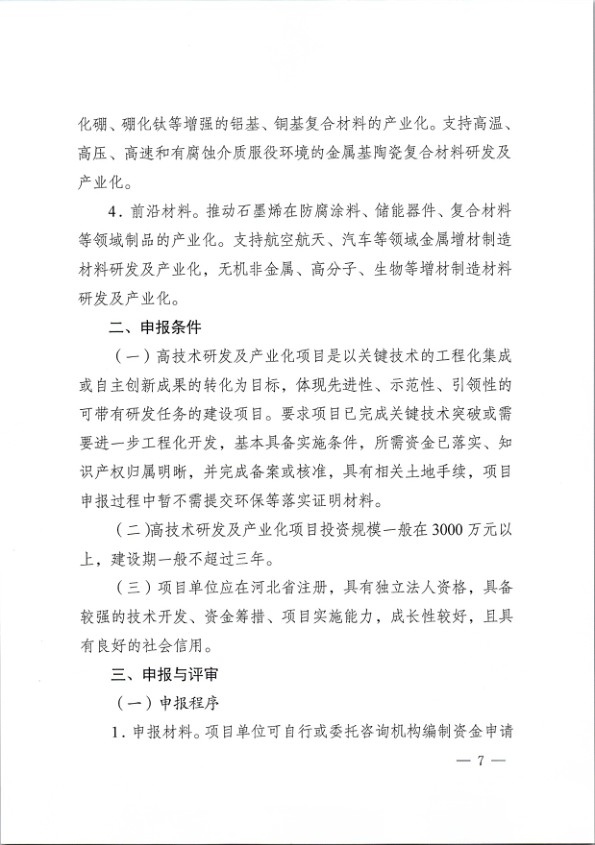 化硼、硼化钛等增强的铝基、铜基复合材料的产业化。支持高温、
高压、高速和有腐蚀介质服役环境的金属基陶瓷复合材料研发及
产业化。
4．前沿材料。推动石墨烯在防腐涂料、储能器件、复合材料
等领域制品的产业化。支持航空航天、汽车等领域金属增材制造
材料研发及产业化，无机非金属、高分子、生物等增材制造材料
研发及产业化。
二、申报条件
（一）高技术研发及产业化项目是以关键技术的工程化集成
或自主创新成果的转化为目标，体现先进性、示范性、引领性的
可带有研发任务的建设项目。要求项目已完成关键技术突破或需
要进一步工程化开发，基本具备实施条件，所需资金已落实、知
识产权归属明晰，并完成备案或核准，具有相关土地手续，项目
申报过程中暂不需提交环保等落实证明材料。
（二）高技术研发及产业化项目投资规模一般在 3000 万元以
上，建设期一般不超过三年。
（三）项目单位应在河北省注册，具有独立法人资格，具备
较强的技术开发、资金筹措、项目实施能力，成长性较好，且具
有良好的社会信用。
三、申报与评审
（一）申报程序
1．申报材料。项目单位可自行或委托咨询机构编制资金申请
— 7 —